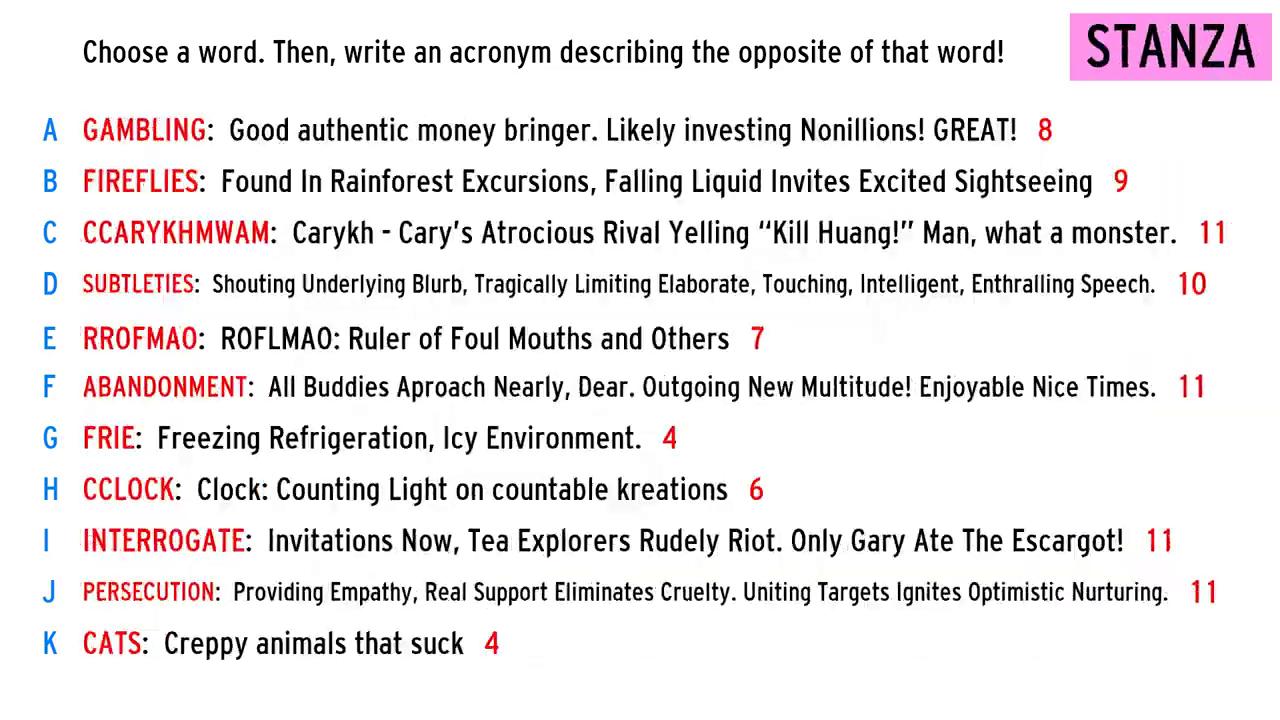 Choose a word. Then, write an acronym describing the opposite of that word!
STANZA
A GAMBLING: Good authentic money bringer. Likely investing Nonillions! GREAT! 8
B FIREFLIES: Found In Rainforest Excursions, Falling Liquid Invites Excited Sightseeing 9
C CCARYKHMWAM: Carykh - Cary's Atrocious Rival Yelling “Kill Huang!” Man, what a monster. 11
D SUBTLETIES: Shouting Underlying Blurb, Tragically Limiting Elaborate, Touching, Intelligent, Enthralling Speech. 10
E RROFMAO: ROFLMAO: Ruler of Foul Mouths and Others 7
F ABANDONMENT: All Buddies Aproach Nearly, Dear. Outgoing New Multitude! Enjoyable Nice Times. 11
G FRIE: Freezing Refrigeration, Icy Environment. 4
H CCLOCK: Clock: Counting Light on countable kreations 6
I INTERROGATE: Invitations Now, Tea Explorers Rudely Riot. Only Gary Ate The Escargot! 11
J PERSECUTION: Providing Empathy, Real Support Eliminates Cruelty. Uniting Targets Ignites Optimistic Nurturing. 11
K CATS: Creppy animals that suck 4